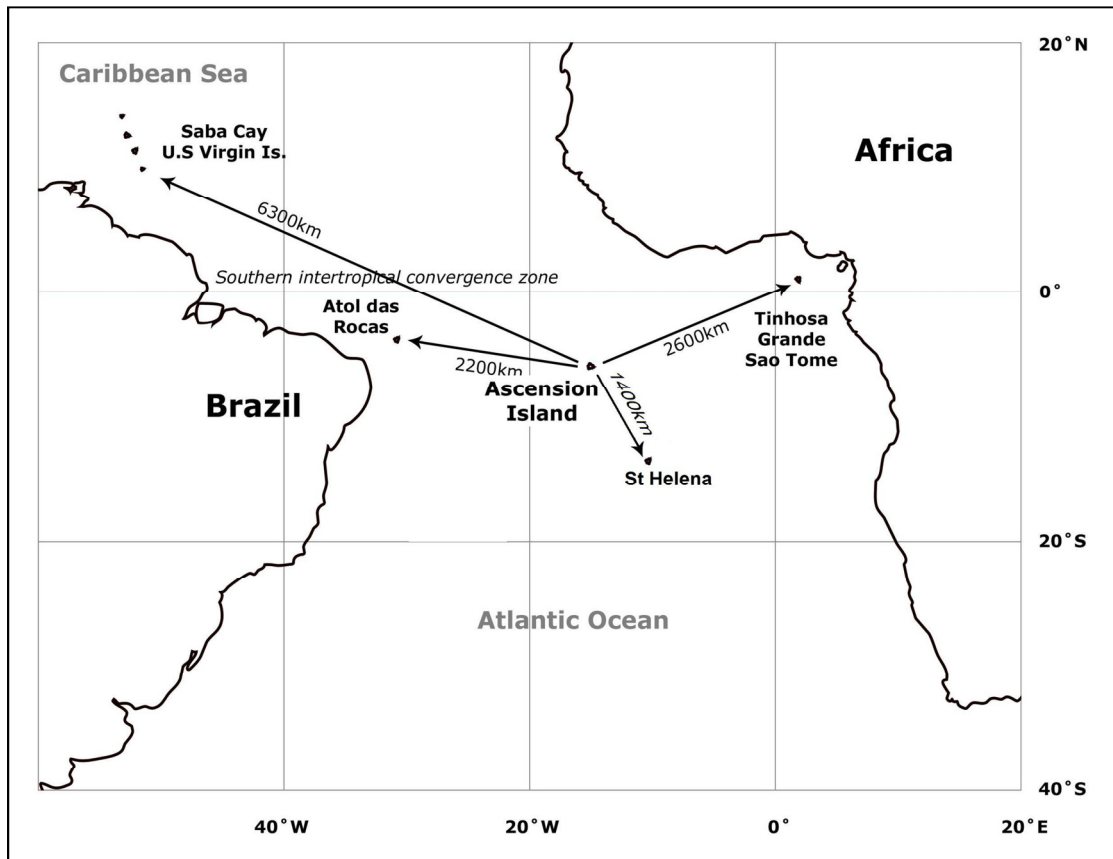 20˚N
Caribbean Sea
Saba Cay
U.S Virgin Is.
Africa
6300km
Southern intertropical convergence zone
0˚
Atol das
Rocas
Tinhosa
Grande
Sao Tome
2600km
2200km
1400km
Ascension
Island
Brazil
St Helena
20˚S
Atlantic Ocean
40˚S
40˚W
20˚W
0˚
20˚E